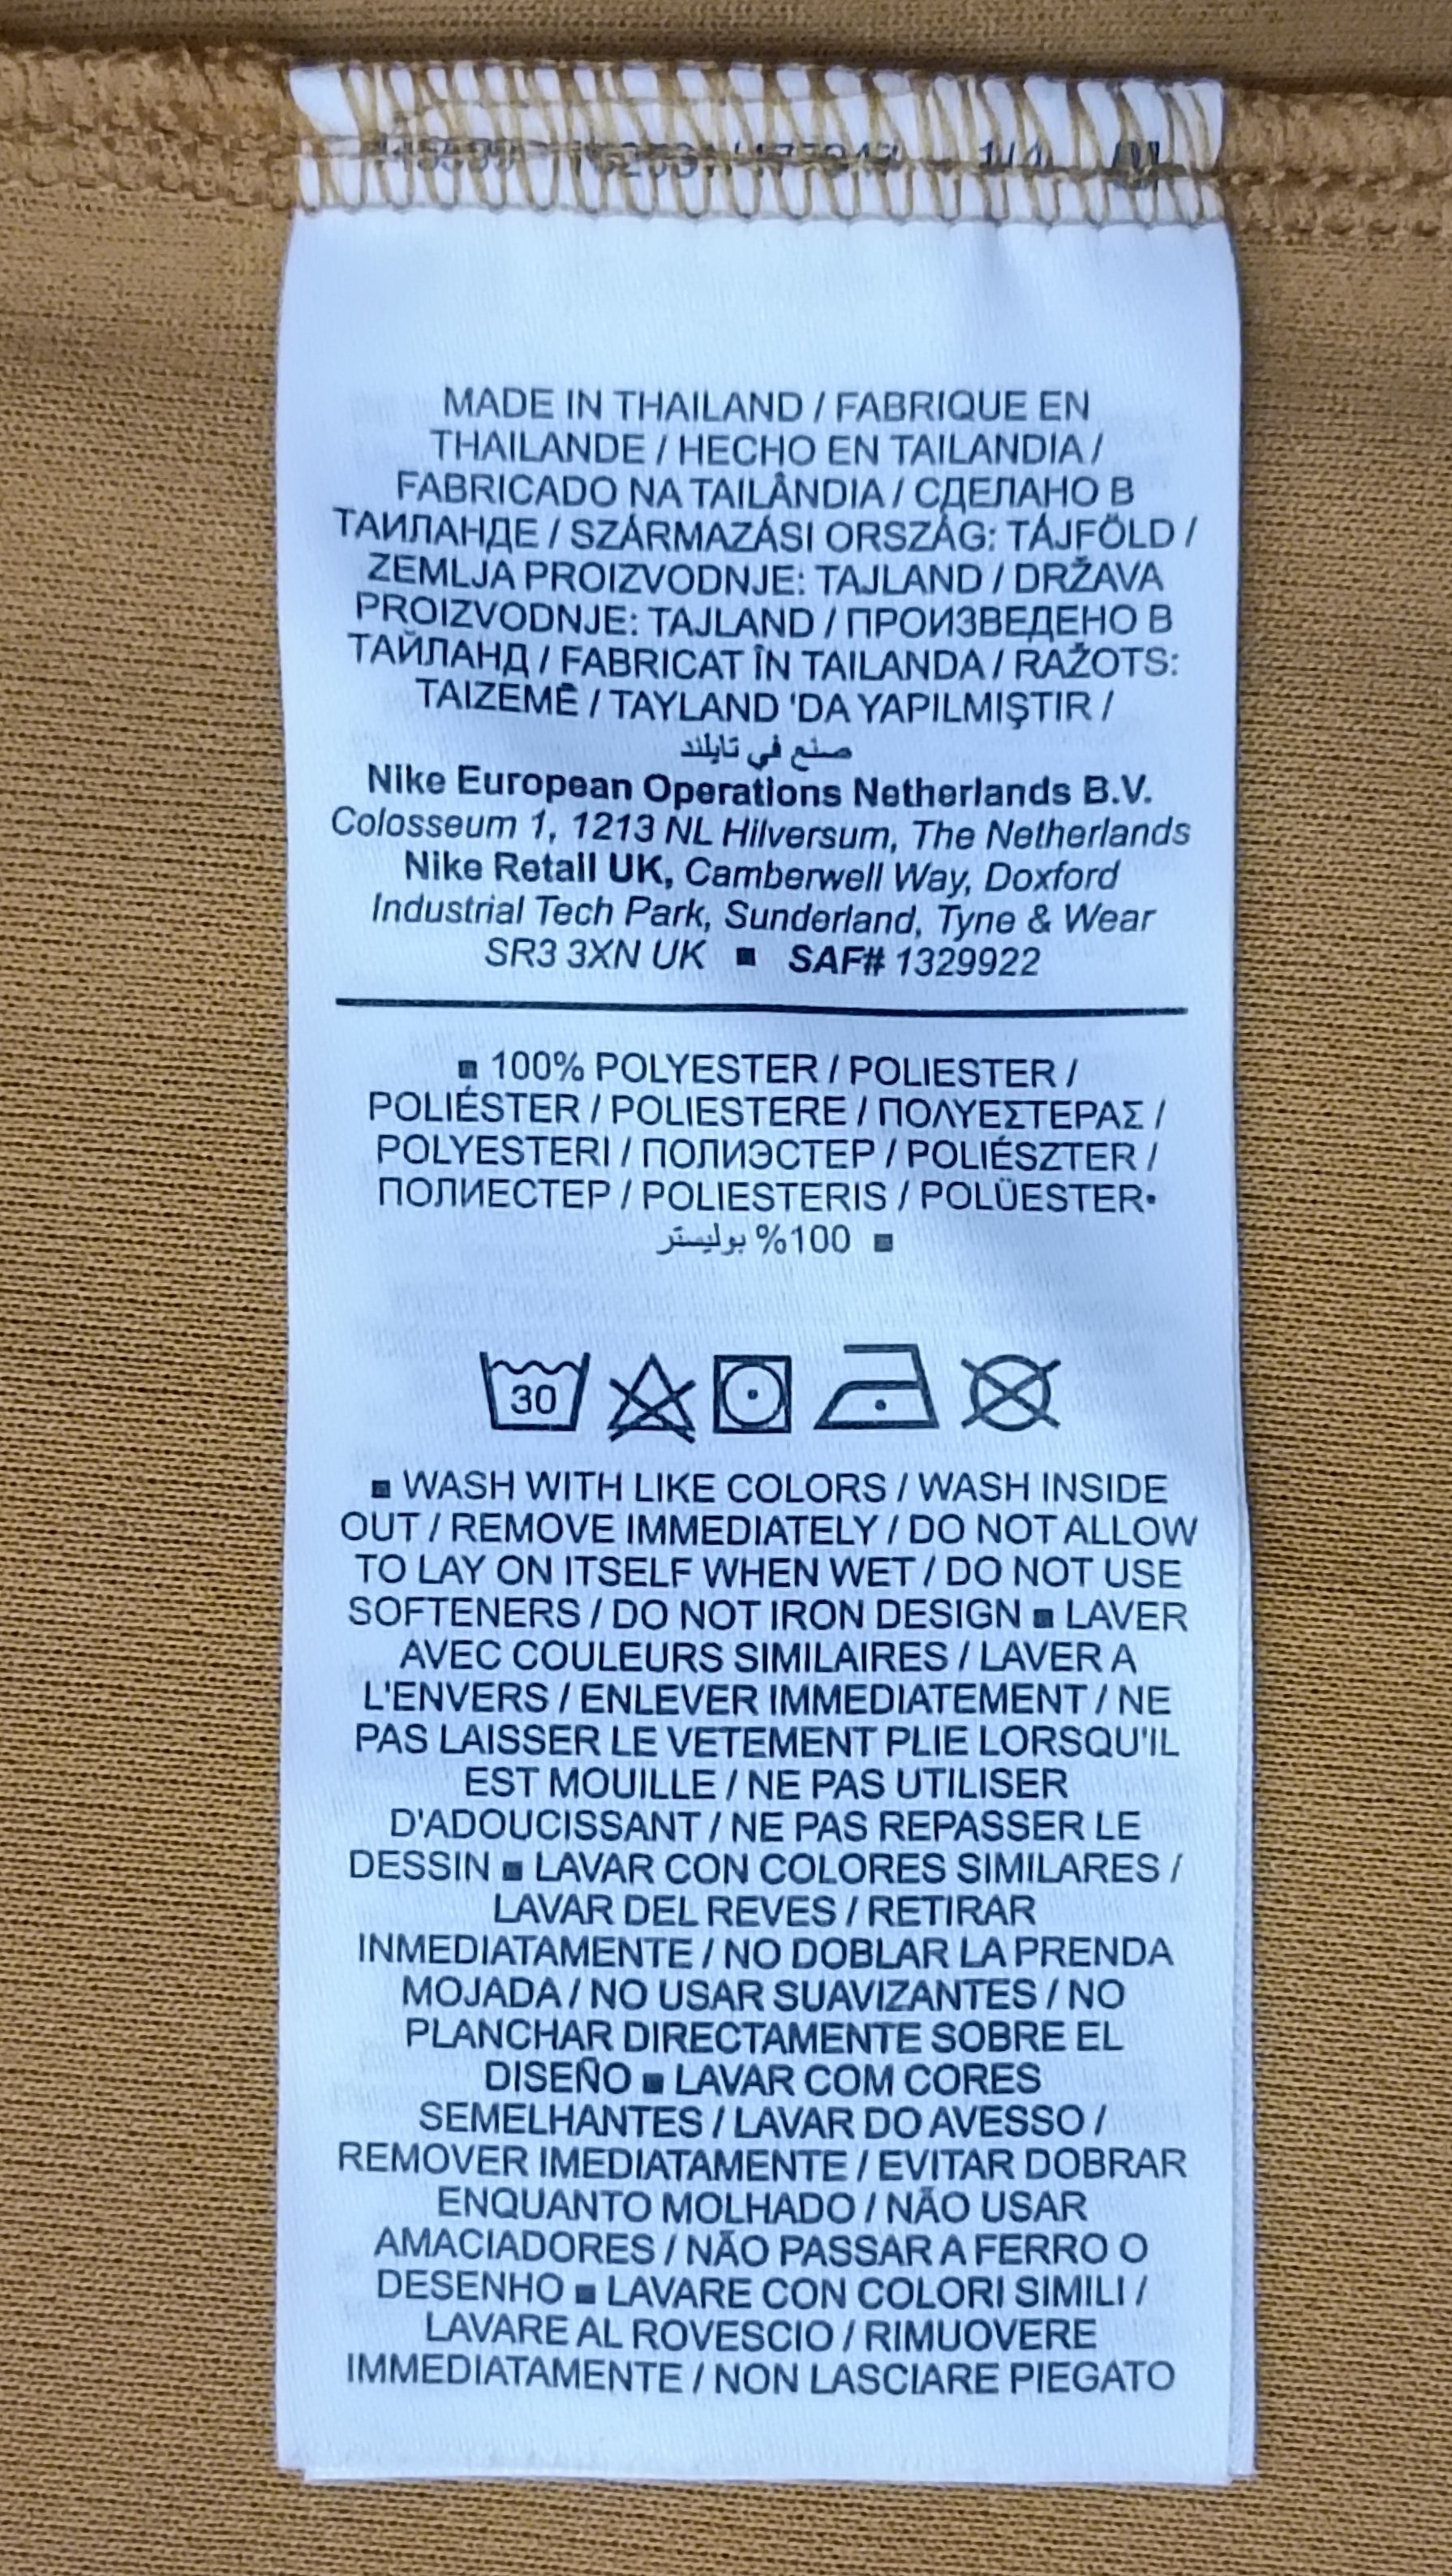 MADE IN THAILAND / FABRIQUE EN
THAILANDE / HECHO EN TAILANDIA /
FABRICADO NA TAILÂNDIA / СДЕЛАНО В
ТАИЛАНДЕ / SZÁRMAZÁSI ORSZÁG: TÁJFÖLD /
ZEMLJA PROIZVODNJE: TAJLAND / DRŽAVA
PROIZVODNJE: TAJLAND / ПРОИЗВЕДЕНО В
ТАЙЛАНД / FABRICAT ÎN TAILANDA / RAŽOTS:
TAIZEMĒ / TAYLAND 'DA YAPILMIŞTIR /
صنع في تايلند
Nike European Operations Netherlands B.V.
Colosseum 1, 1213 NL Hilversum, The Netherlands
Nike Retail UK, Camberwell Way, Doxford
Industrial Tech Park, Sunderland, Tyne & Wear
SR3 3XN UK ■ SAF# 1329922
■ 100% POLYESTER / POLIESTER /
POLIÉSTER / POLIESTERE / ΠΟΛΥΕΣΤΕΡΑΣ /
POLYESTERI / ПОЛИЭСТЕР / POLIÉSZTER /
ПОЛИЕСТЕР / POLIESTERIS / POLÜESTER•
■ 100% بوليستر
30
■ WASH WITH LIKE COLORS / WASH INSIDE
OUT / REMOVE IMMEDIATELY / DO NOT ALLOW
TO LAY ON ITSELF WHEN WET / DO NOT USE
SOFTENERS / DO NOT IRON DESIGN ■ LAVER
AVEC COULEURS SIMILAIRES / LAVER A
L'ENVERS / ENLEVER IMMEDIATEMENT / NE
PAS LAISSER LE VETEMENT PLIE LORSQU'IL
EST MOUILLE / NE PAS UTILISER
D'ADOUCISSANT / NE PAS REPASSER LE
DESSIN ■ LAVAR CON COLORES SIMILARES /
LAVAR DEL REVES / RETIRAR
INMEDIATAMENTE / NO DOBLAR LA PRENDA
MOJADA / NO USAR SUAVIZANTES / NO
PLANCHAR DIRECTAMENTE SOBRE EL
DISEÑO ■ LAVAR COM CORES
SEMELHANTES / LAVAR DO AVESSO /
REMOVER IMEDIATAMENTE / EVITAR DOBRAR
ENQUANTO MOLHADO / NÃO USAR
AMACIADORES / NÃO PASSAR A FERRO O
DESENHO ■ LAVARE CON COLORI SIMILI /
LAVARE AL ROVESCIO / RIMUOVERE
IMMEDIATAMENTE / NON LASCIARE PIEGATO